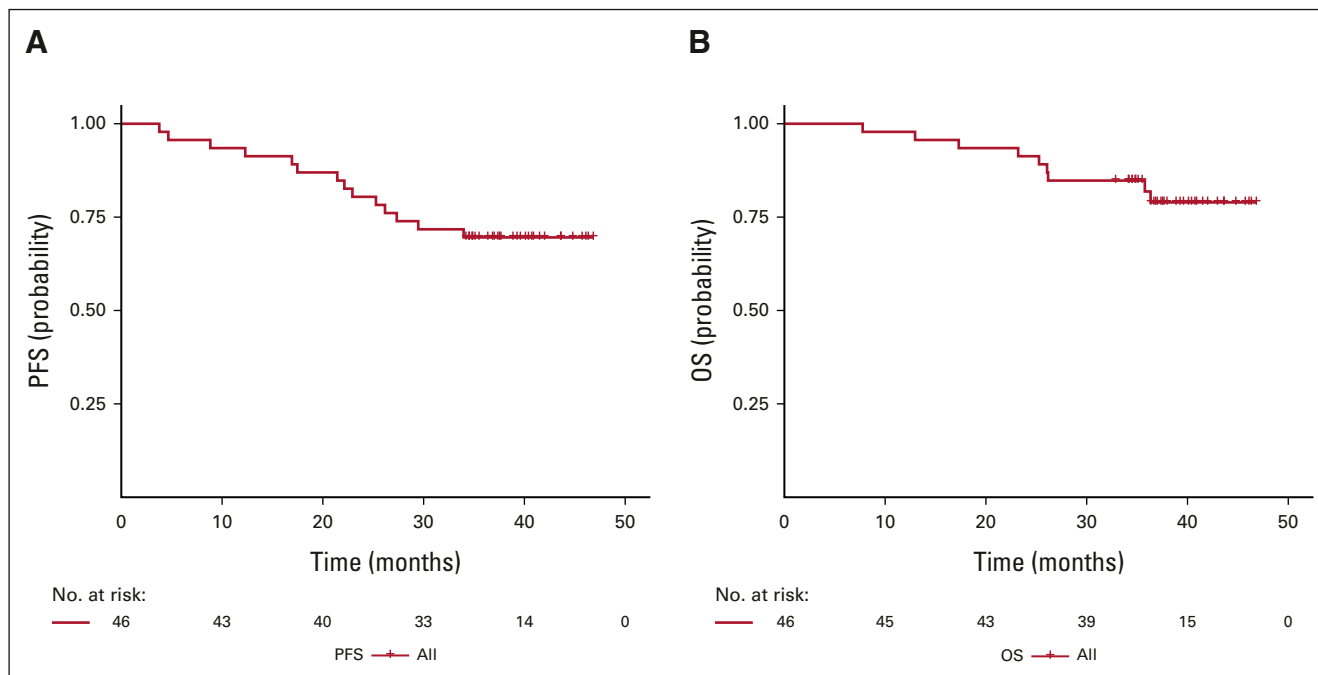 A
PFS (probability)
1.00
0.75
0.50
0.25
0 10 20 30 40 50
Time (months)
No. at risk:
46 43 40 33 14 0
PFS All
B
OS (probability)
1.00
0.75
0.50
0.25
0 10 20 30 40 50
Time (months)
No. at risk:
46 45 43 39 15 0
OS All